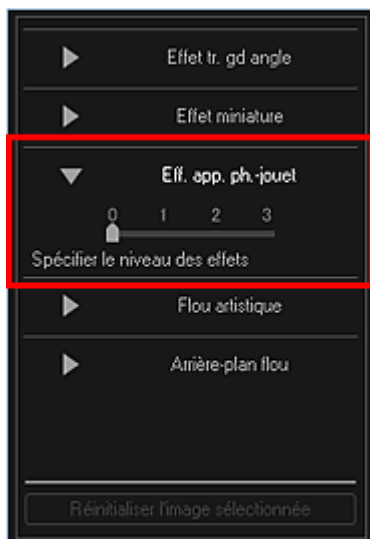 Effet tr. gd angle
Effet miniature
Eff. app. ph.-jouet
0 1 2 3
Spécifier le niveau des effets
Flou artistique
Arrière-plan flou
Réinitialiser l'image sélectionnée